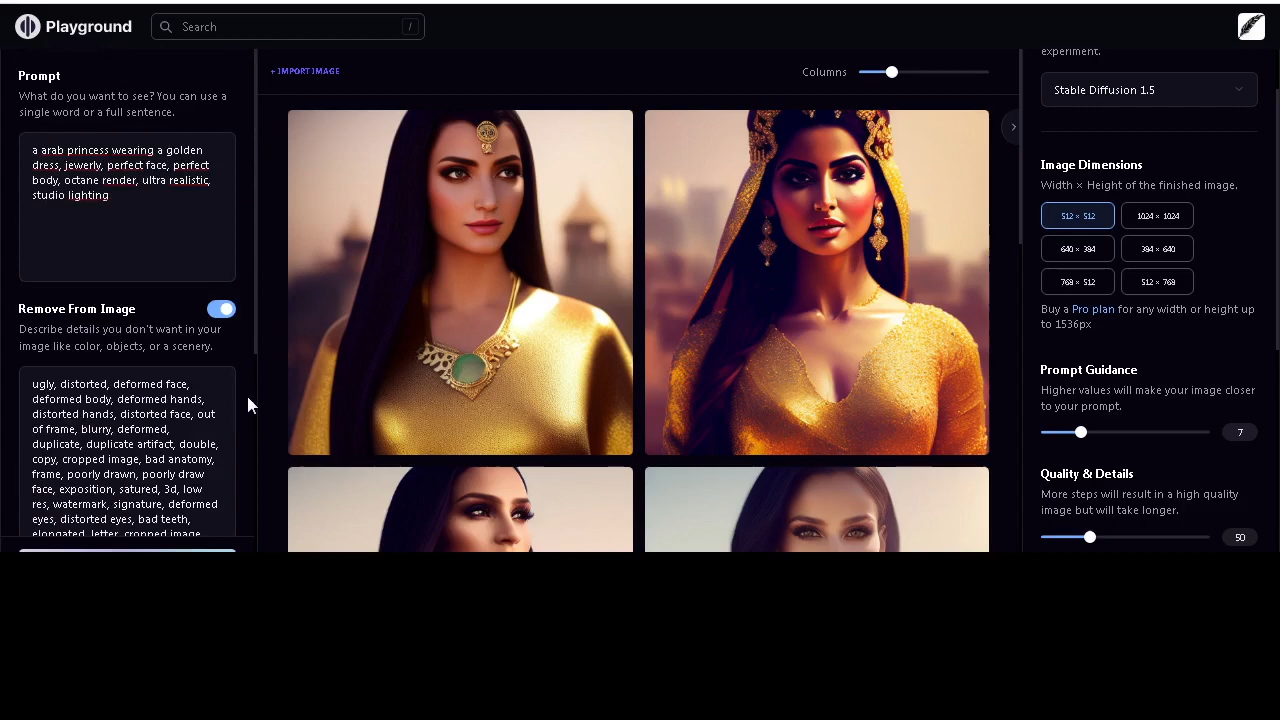 Playground
Search
/
Prompt
What do you want to see? You can use a
single word or a full sentence.
a arab princess wearing a golden
dress, jewerly, perfect face, perfect
body, octane render, ultra realistic,
studio lighting
Remove From Image
Describe details you don't want in your
image like color, objects, or a scenery.
ugly, distorted, deformed face,
deformed body, deformed hands,
distorted hands, distorted face, out
of frame, blurry, deformed,
duplicate, duplicate artifact, double,
copy, cropped image, bad anatomy,
frame, poorly drawn, poorly draw
face, exposition, satured, 3d, low
res, watermark, signature, deformed
eyes, distorted eyes, bad teeth,
elongated, letter, cropped image
+ IMPORT IMAGE
Columns
experiment.
Stable Diffusion 1.5
Image Dimensions
Width × Height of the finished image.
512 × 512
1024 × 1024
640 × 384
384 × 640
768 × 512
512 × 768
Buy a Pro plan for any width or height up
to 1536px
Prompt Guidance
Higher values will make your image closer
to your prompt.
7
Quality & Details
More steps will result in a high quality
image but will take longer.
50